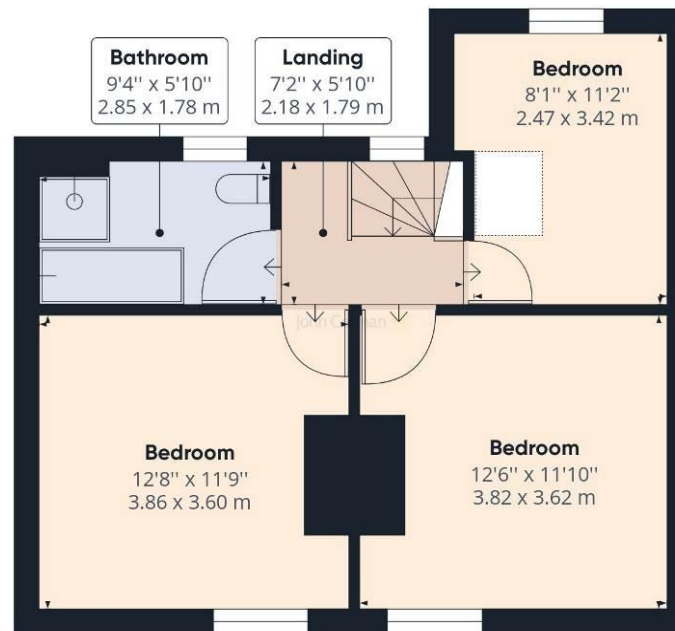 Bathroom
9'4'' x 5'10''
2.85 x 1.78 m
Landing
7'2'' x 5'10''
2.18 x 1.79 m
Bedroom
8'1'' x 11'2''
2.47 x 3.42 m
John German
Bedroom
12'8'' x 11'9''
3.86 x 3.60 m
Bedroom
12'6'' x 11'10''
3.82 x 3.62 m